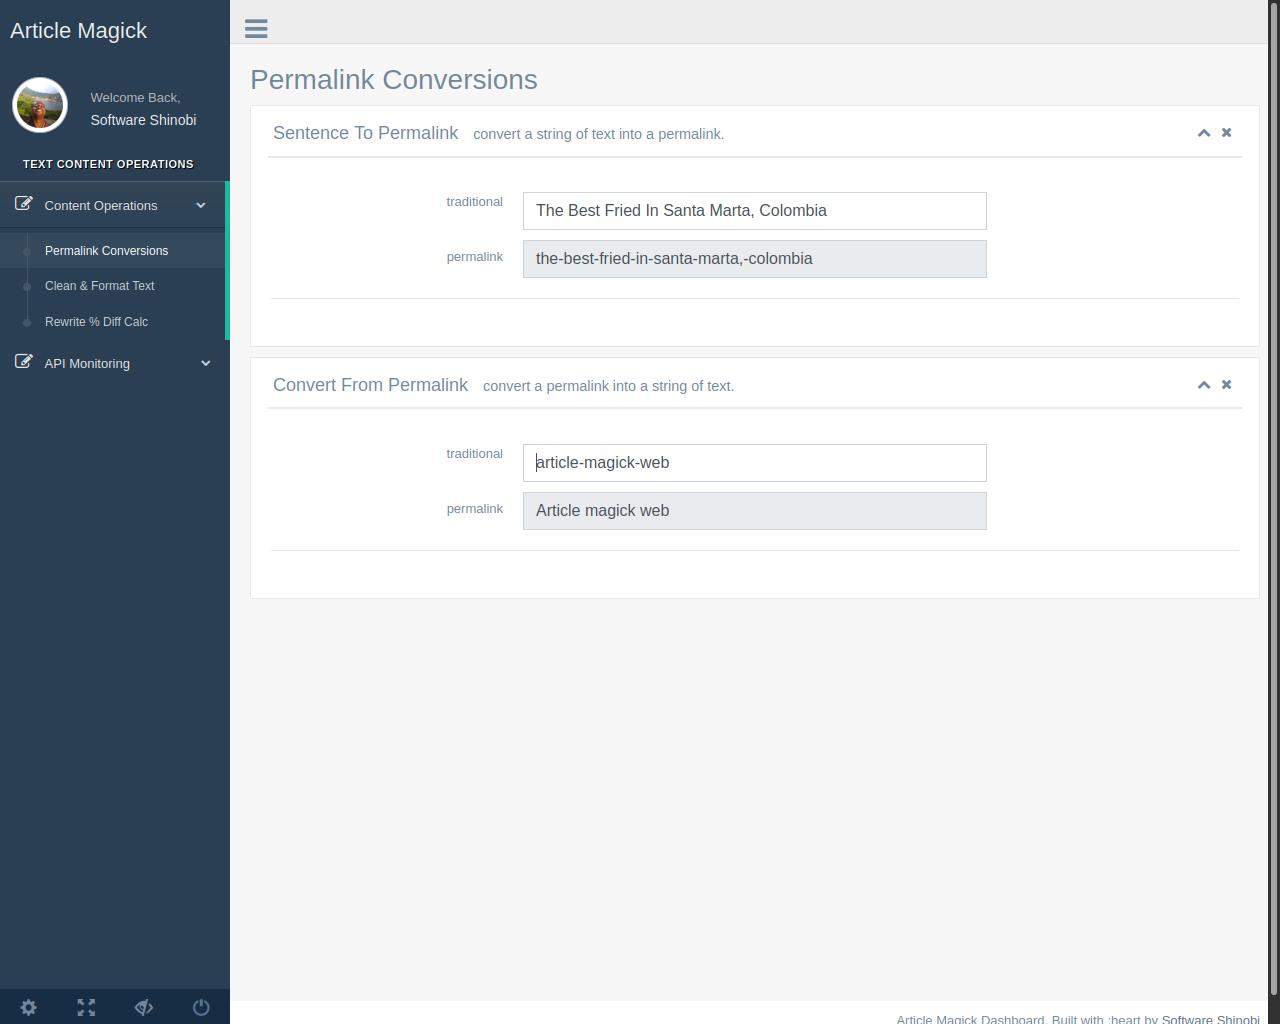 Article Magick
Welcome Back,
Software Shinobi
TEXT CONTENT OPERATIONS
Content Operations
Permalink Conversions
Clean & Format Text
Rewrite % Diff Calc
API Monitoring
Permalink Conversions
Sentence To Permalink convert a string of text into a permalink.
traditional The Best Fried In Santa Marta, Colombia
permalink the-best-fried-in-santa-marta,-colombia
Convert From Permalink convert a permalink into a string of text.
traditional article-magick-web
permalink Article magick web
Article Magick Dashboard. Built with :heart by Software Shinobi